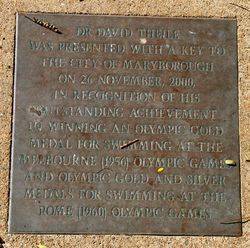 DR DAVID THEILE
WAS PRESENTED WITH A KEY TO
THE CITY OF MARYBOROUGH
ON 26 NOVEMBER, 2000,
IN RECOGNITION OF HIS
OUTSTANDING ACHIEVEMENT
IN WINNING AN OLYMPIC GOLD
MEDAL FOR SWIMMING AT THE
MELBOURNE (1956) OLYMPIC GAMES
AND OLYMPIC GOLD AND SILVER
MEDALS FOR SWIMMING AT THE
ROME (1960) OLYMPIC GAMES